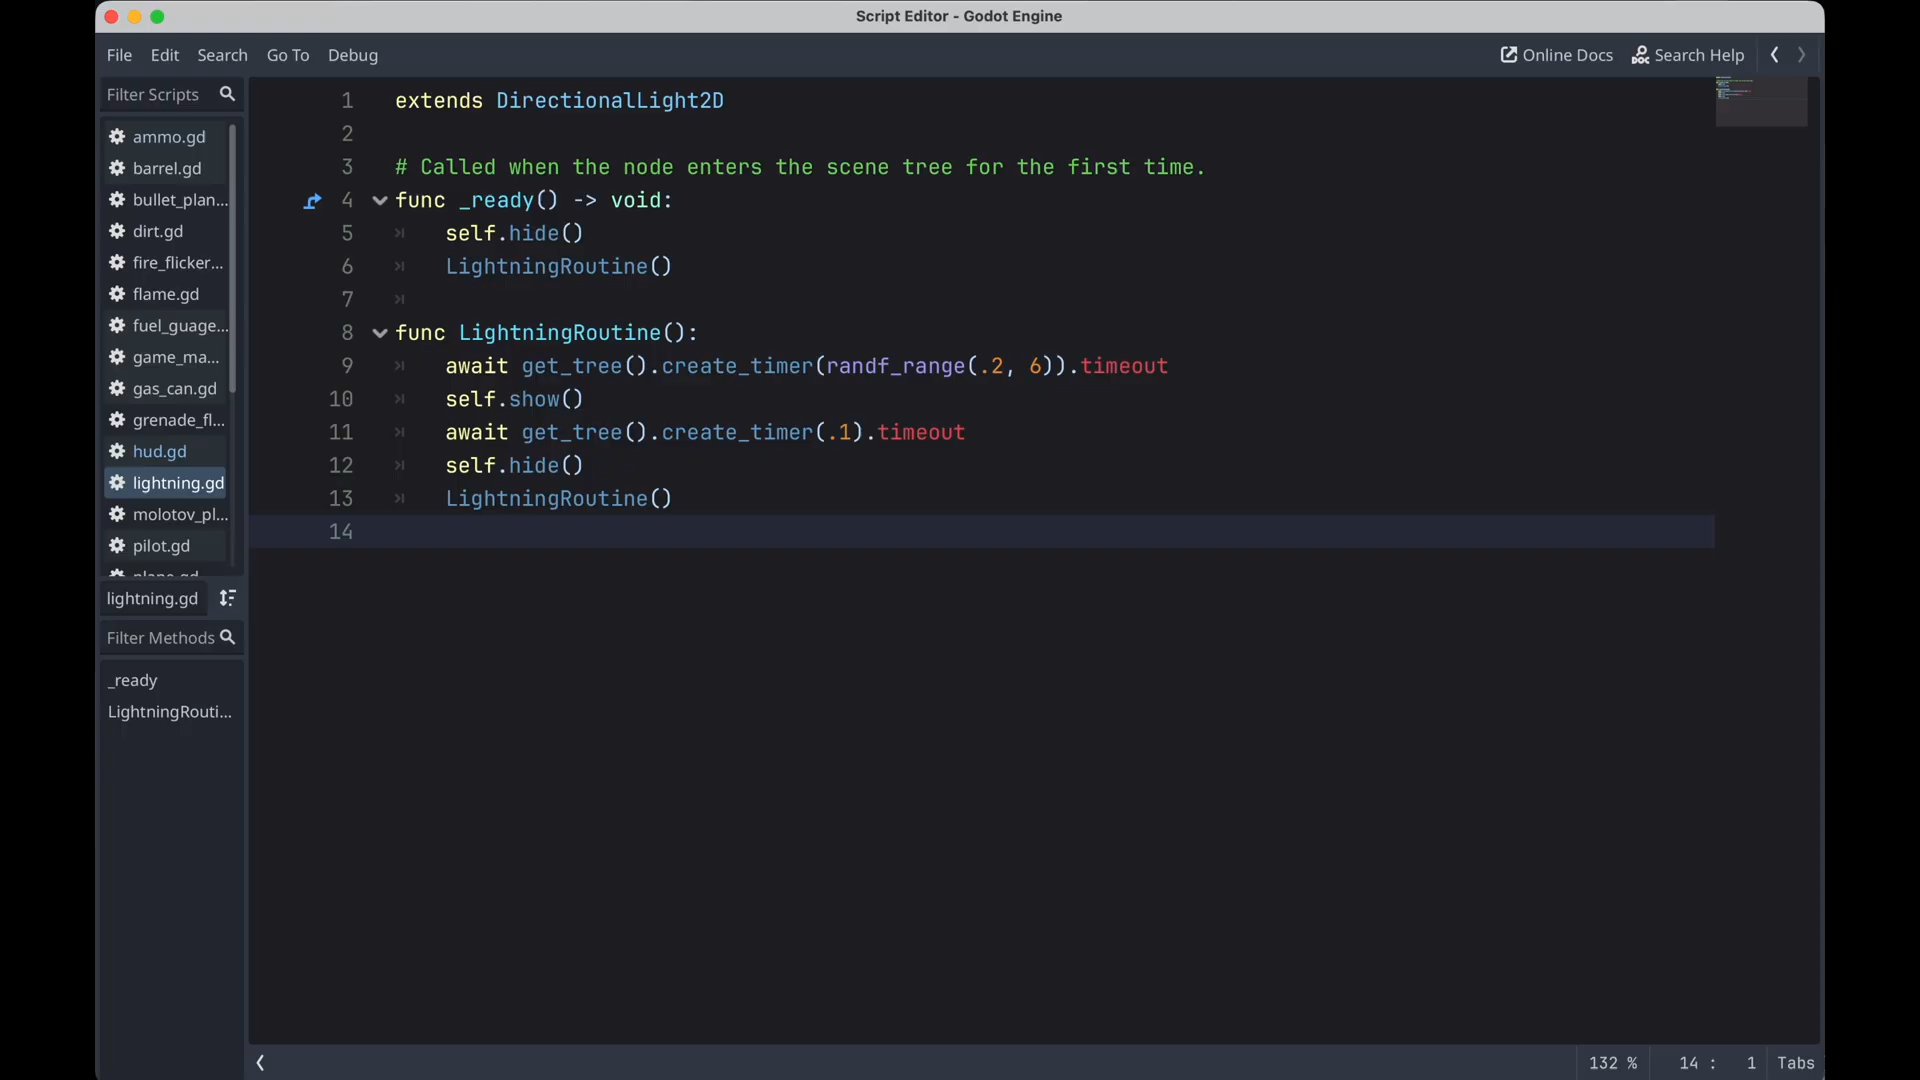 Script Editor - Godot Engine
File Edit Search Go To Debug
Online Docs Search Help
Filter Scripts
ammo.gd
barrel.gd
bullet_plan...
dirt.gd
fire_flicker...
flame.gd
fuel_guage...
game_ma...
gas_can.gd
grenade_fl...
hud.gd
lightning.gd
molotov_pl...
pilot.gd
plane.gd
lightning.gd
Filter Methods
_ready
LightningRouti...
1 extends DirectionalLight2D
2
3 # Called when the node enters the scene tree for the first time.
4 func _ready() -> void:
5 self.hide()
6 LightningRoutine()
7
8 func LightningRoutine():
9 await get_tree().create_timer(randf_range(.2, 6)).timeout
10 self.show()
11 await get_tree().create_timer(.1).timeout
12 self.hide()
13 LightningRoutine()
14
132 % 14 : 1 Tabs